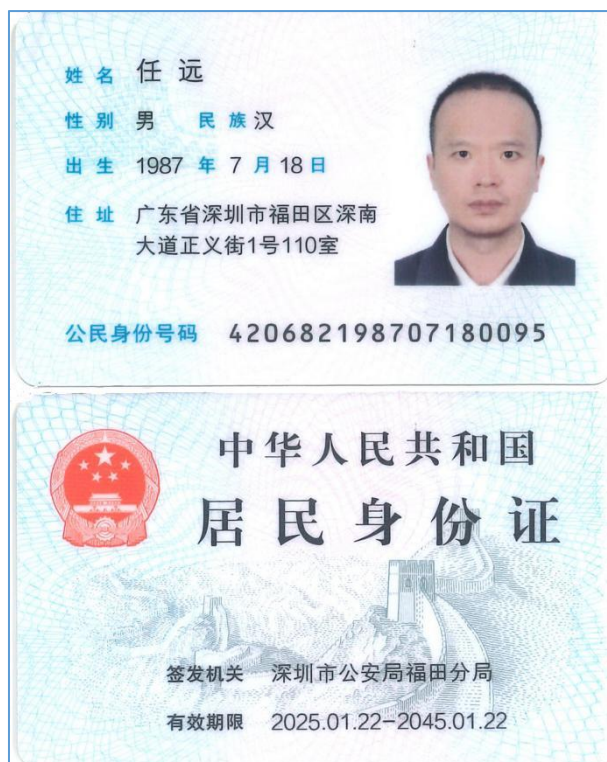 姓名 任远
性别 男 民族 汉
出生 1987 年 7 月 18 日
住址 广东省深圳市福田区深南
大道正义街1号110室
公民身份号码 420682198707180095
中华人民共和国
居民身份证
签发机关 深圳市公安局福田分局
有效期限 2025.01.22-2045.01.22